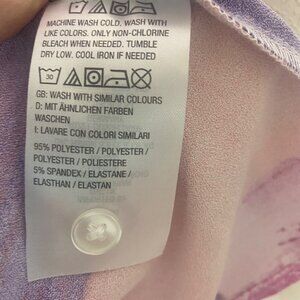 MACHINE WASH COLD. WASH WITH
LIKE COLORS. ONLY NON-CHLORINE
BLEACH WHEN NEEDED. TUMBLE
DRY LOW. COOL IRON IF NEEDED
30
GB: WASH WITH SIMILAR COLOURS
D: MIT ÄHNLICHEN FARBEN
WASCHEN
I: LAVARE CON COLORI SIMILARI
95% POLYESTER / POLYESTER /
POLYESTER / POLIESTERE
5% SPANDEX / ELASTANE /
ELASTHAN / ELASTAN